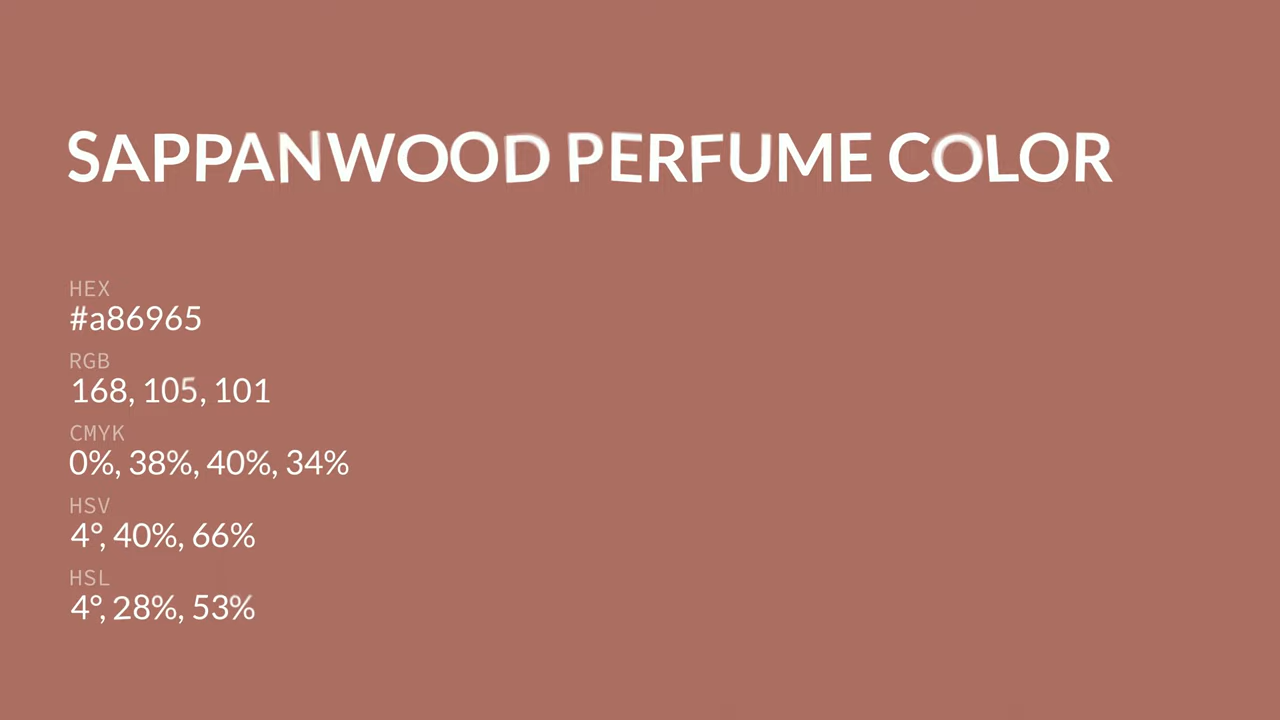 SAPPANWOOD PERFUME COLOR
HEX
#a86965
RGB
168, 105, 101
CMYK
0%, 38%, 40%, 34%
HSV
4°, 40%, 66%
HSL
4°, 28%, 53%